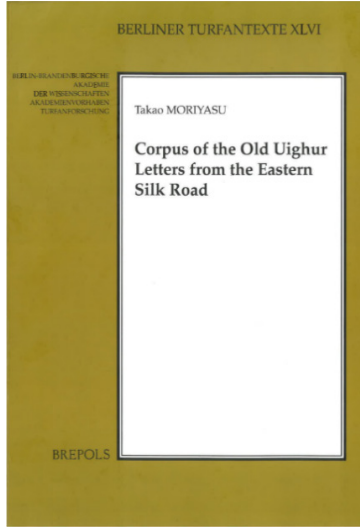 BERLINER TURFANTEXTE XLVI
BERLIN-BRANDENBURGISCHE
AKADEMIE
DER WISSENSCHAFTEN
AKADEMIENVORHABEN
TURFANFORSCHUNG
Takao MORIYASU
Corpus of the Old Uighur
Letters from the Eastern
Silk Road
BREPOLS